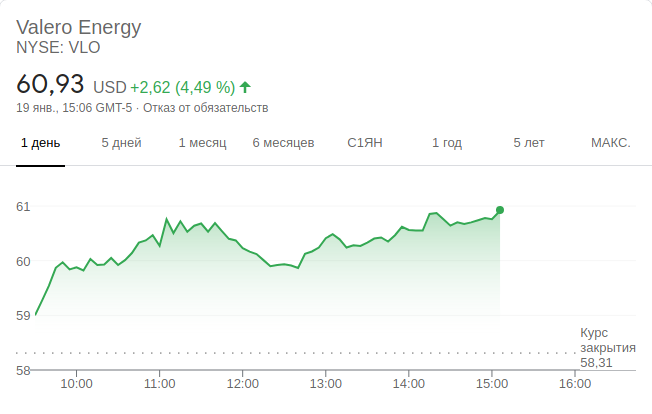 Valero Energy
NYSE: VLO
60,93 USD +2,62 (4,49 %)
19 янв., 15:06 GMT-5 · Отказ от обязательств
1 день 5 дней 1 месяц 6 месяцев С1ЯН 1 год 5 лет МАКС.
61
60
59
Курс
закрытия
58,31
58
10:00 11:00 12:00 13:00 14:00 15:00 16:00